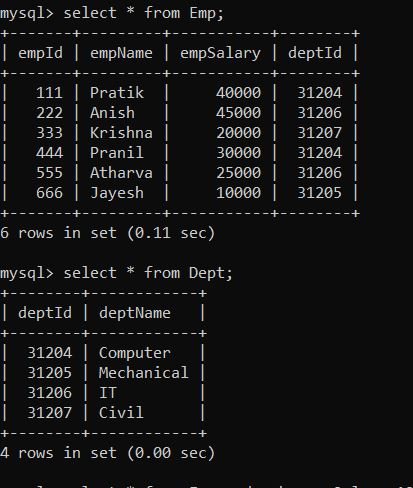 mysql> select * from Emp;
+-------+---------+-----------+--------+
| empId | empName | empSalary | deptId |
+-------+---------+-----------+--------+
|   111 | Pratik  |     40000 |  31204 |
|   222 | Anish   |     45000 |  31206 |
|   333 | Krishna |     20000 |  31207 |
|   444 | Pranil  |     30000 |  31204 |
|   555 | Atharva |     25000 |  31206 |
|   666 | Jayesh  |     10000 |  31205 |
+-------+---------+-----------+--------+
6 rows in set (0.11 sec)
mysql> select * from Dept;
+--------+------------+
| deptId | deptName   |
+--------+------------+
|  31204 | Computer   |
|  31205 | Mechanical |
|  31206 | IT         |
|  31207 | Civil      |
+--------+------------+
4 rows in set (0.00 sec)